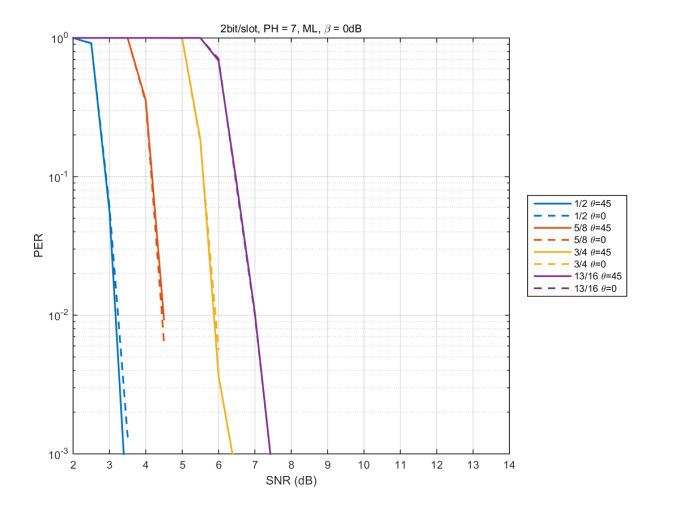 2bit/slot, PH = 7, ML, β = 0dB
10^0
10^-1
10^-2
10^-3
PER
2 3 4 5 6 7 8 9 10 11 12 13 14
SNR (dB)
1/2 θ=45
1/2 θ=0
5/8 θ=45
5/8 θ=0
3/4 θ=45
3/4 θ=0
13/16 θ=45
13/16 θ=0